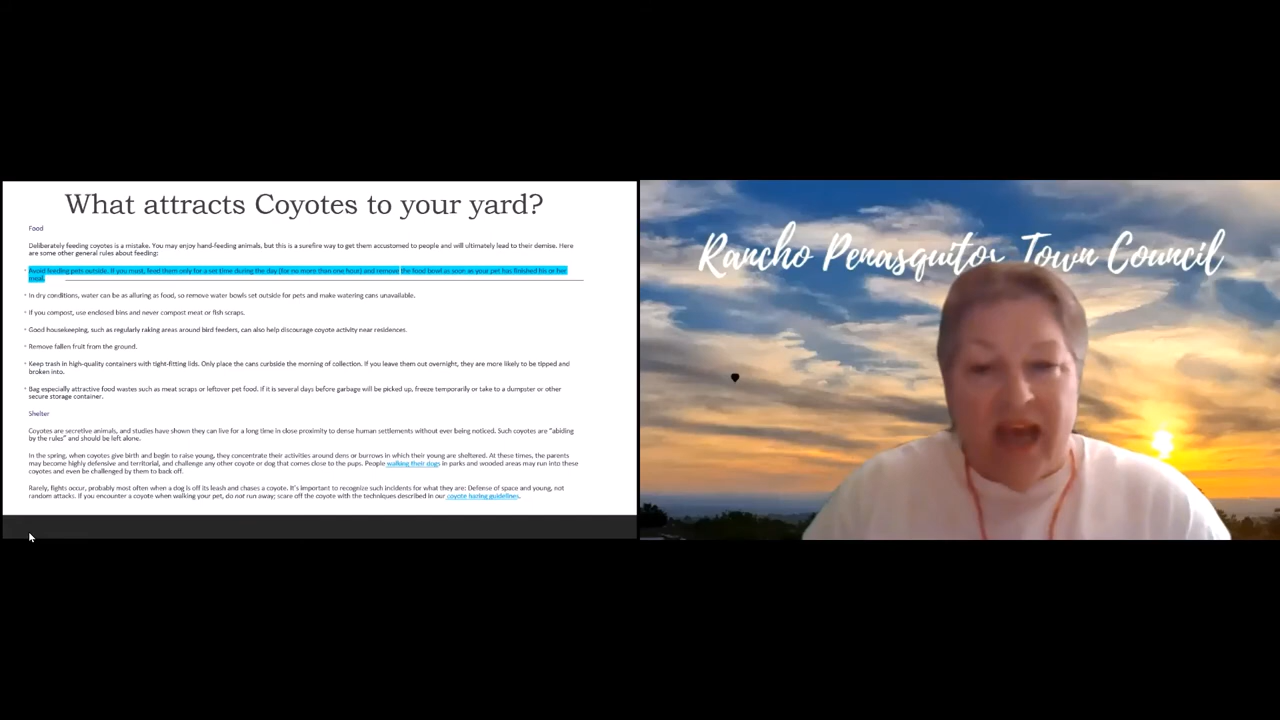 What attracts Coyotes to your yard?
Food
Deliberately feeding coyotes is a mistake. You may enjoy hand-feeding animals, but this is a surefire way to get them accustomed to people and will ultimately lead to their demise. Here
are some other general rules about feeding:
Avoid feeding pets outside. If you must, feed them only for a set time during the day (for no more than one hour) and remove the food bowl as soon as your pet has finished his or her
meal.
In dry conditions, water can be as alluring as food, so remove water bowls set outside for pets and make watering cans unavailable.
If you compost, use enclosed bins and never compost meat or fish scraps.
Good housekeeping, such as regularly raking areas around bird feeders, can also help discourage coyote activity near residences.
Remove fallen fruit from the ground.
Keep trash in high-quality containers with tight-fitting lids. Only place the cans curbside the morning of collection. If you leave them out overnight, they are more likely to be tipped and
broken into.
Bag especially attractive food wastes such as meat scraps or leftover pet food. If it is several days before garbage will be picked up, freeze temporarily or take to a dumpster or other
secure storage container.
Shelter
Coyotes are secretive animals, and studies have shown they can live for a long time in close proximity to dense human settlements without ever being noticed. Such coyotes are "abiding
by the rules" and should be left alone.
In the spring, when coyotes give birth and begin to raise young, they concentrate their activities around dens or burrows in which their young are sheltered. At these times, the parents
may become highly defensive and territorial, and challenge any other coyote or dog that comes close to the pups. People walking their dogs in parks and wooded areas may run into these
coyotes and even be challenged by them to back off.
Rarely, fights occur, probably most often when a dog is off its leash and chases a coyote. It's important to recognize such incidents for what they are: Defense of space and young, not
random attacks. If you encounter a coyote when walking your pet, do not run away; scare off the coyote with the techniques described in our coyote hazing guidelines.
Rancho Penasquitos Town Council